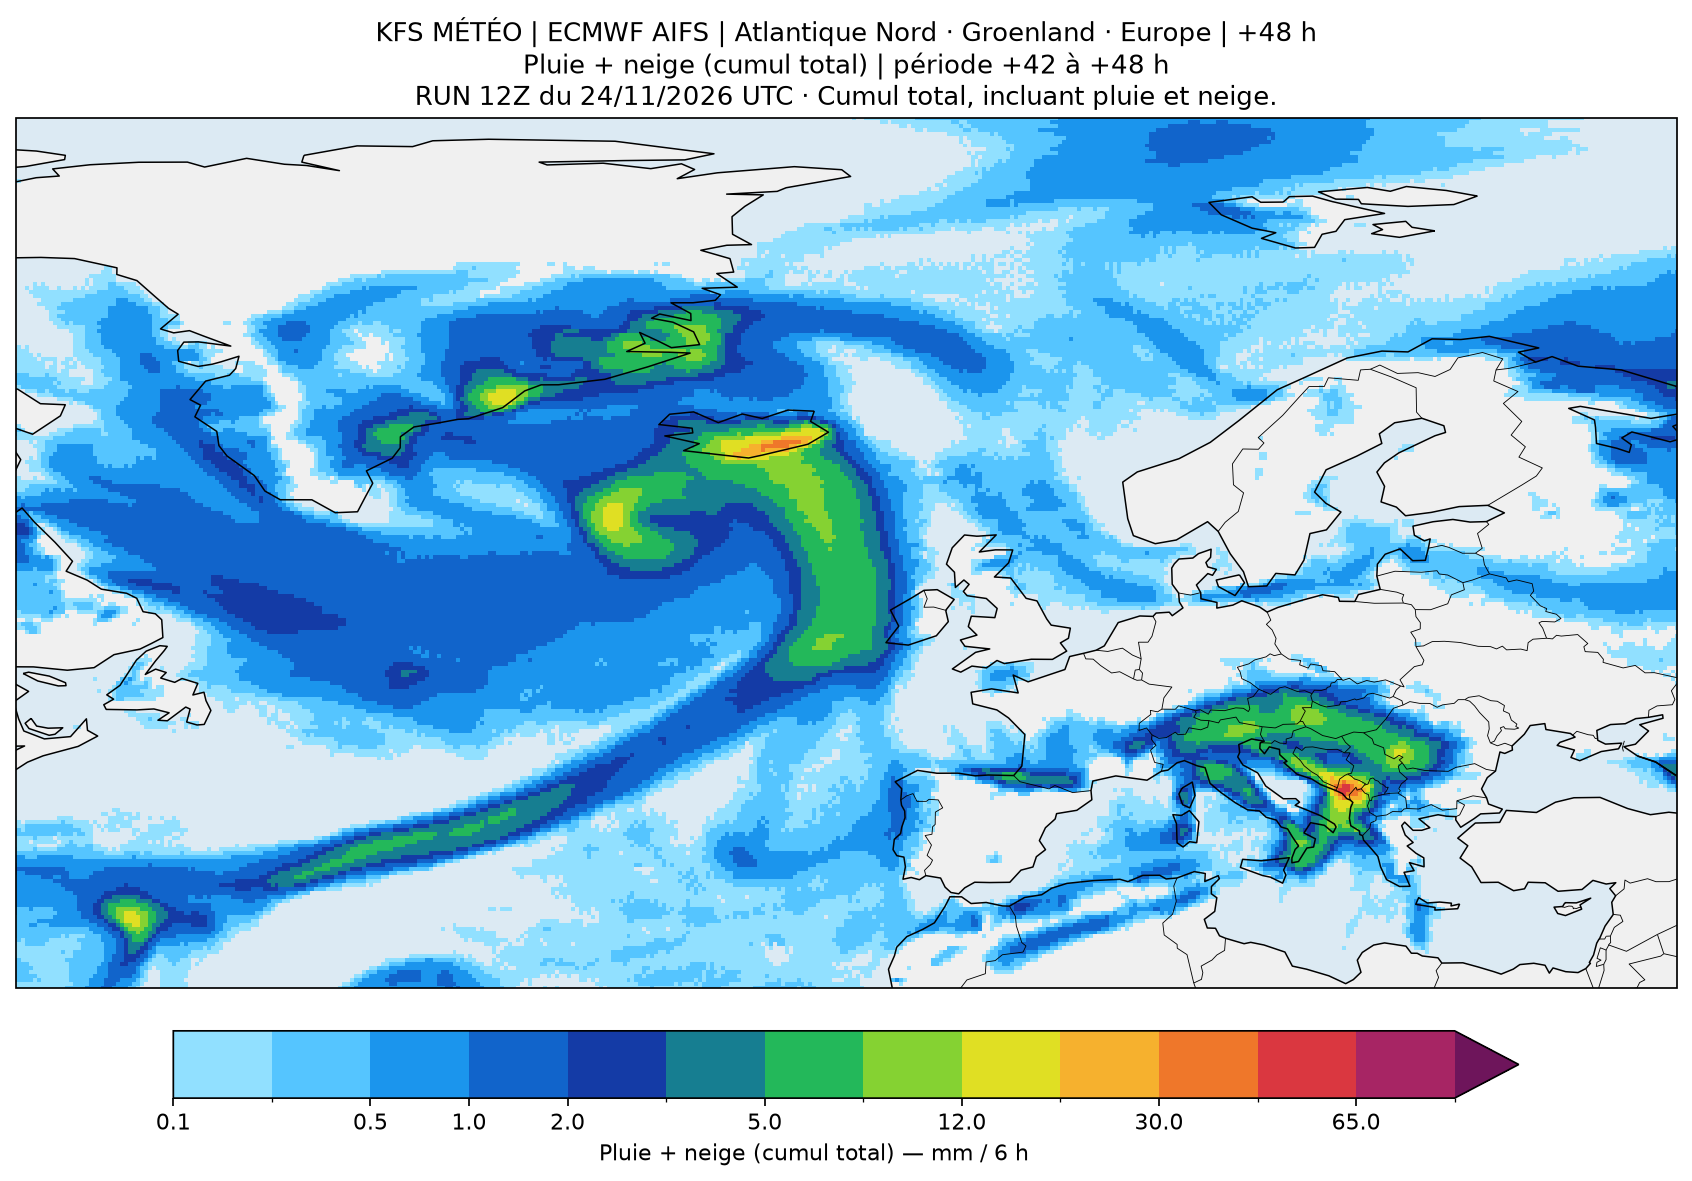 KFS MÉTÉO | ECMWF AIFS | Atlantique Nord · Groenland · Europe | +48 h
Pluie + neige (cumul total) | période +42 à +48 h
RUN 12Z du 24/11/2026 UTC · Cumul total, incluant pluie et neige.
0.1 0.5 1.0 2.0 5.0 12.0 30.0 65.0
Pluie + neige (cumul total) — mm / 6 h